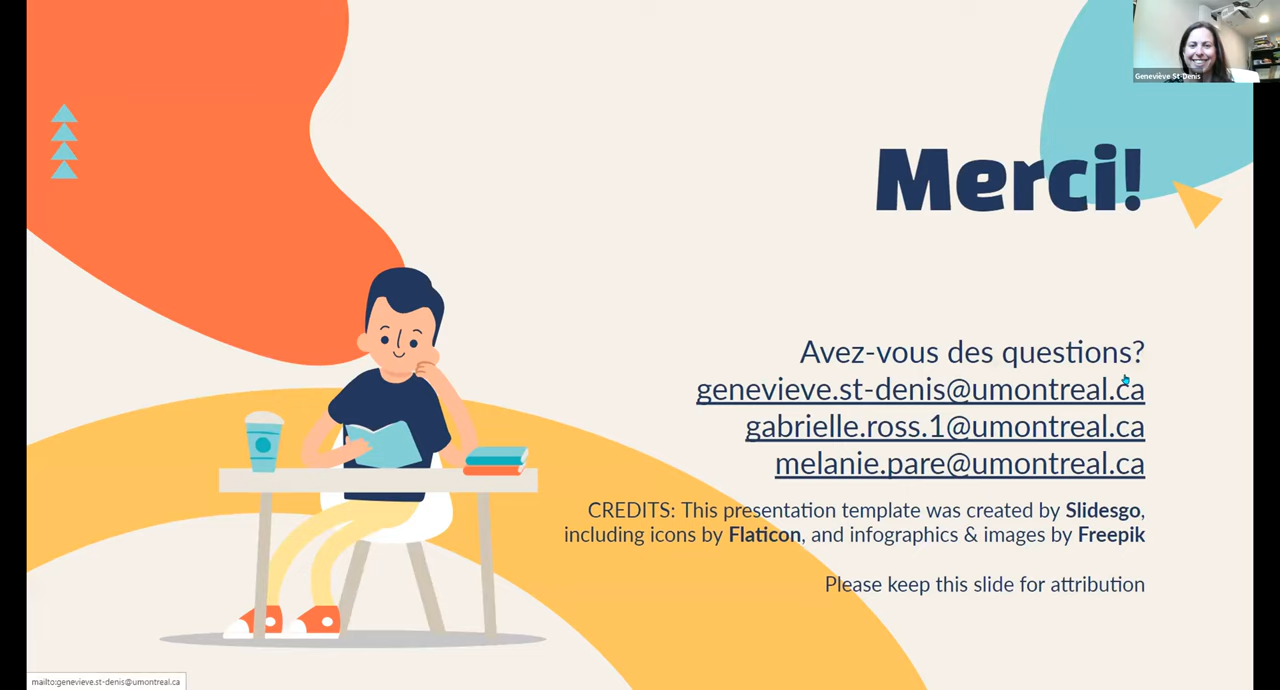 Geneviève St-Denis
Merci!
Avez-vous des questions?
genevieve.st-denis@umontreal.ca
gabrielle.ross.1@umontreal.ca
melanie.pare@umontreal.ca
CREDITS: This presentation template was created by Slidesgo,
including icons by Flaticon, and infographics & images by Freepik
Please keep this slide for attribution
mailto:genevieve.st-denis@umontreal.ca